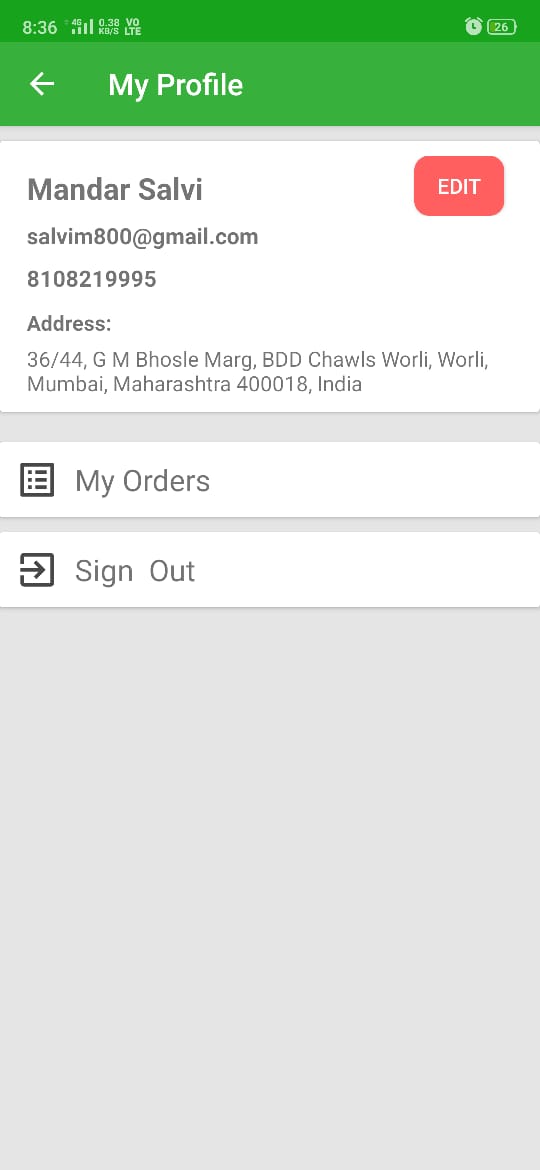 8:36 4G 0.38 KB/S VO LTE 26
My Profile
Mandar Salvi
EDIT
salvim800@gmail.com
8108219995
Address:
36/44, G M Bhosle Marg, BDD Chawls Worli, Worli,
Mumbai, Maharashtra 400018, India
My Orders
Sign Out